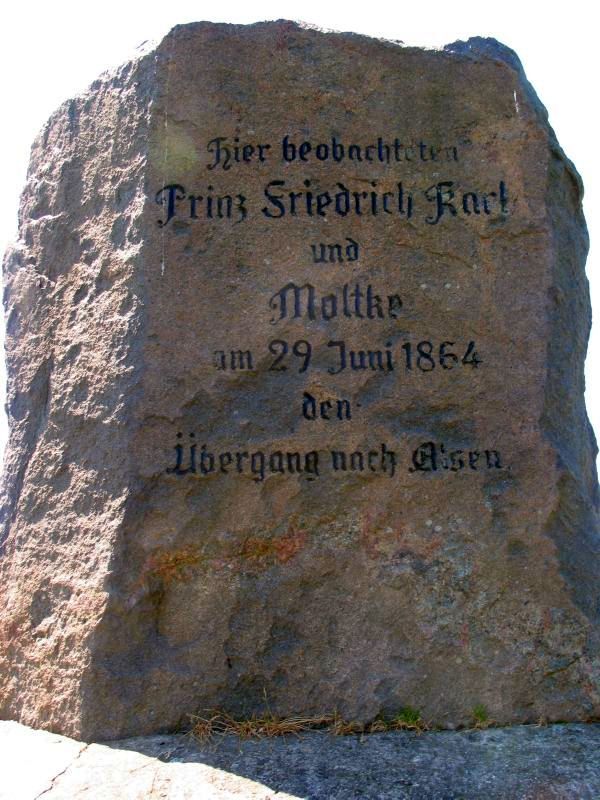 Hier beobachteten
Prinz Friedrich Karl
und
Moltke
am 29 Juni 1864
den
Übergang nach Alsen